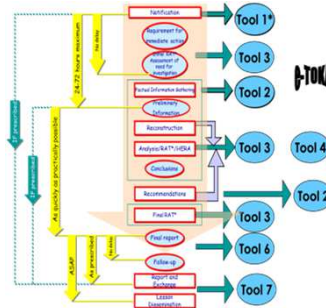 Notification
Tool 1*
Requirement for
immediate action
Assessment of
need for
investigation
Tool 3
Factual Information Gathering
Tool 2
Preliminary
Information
Reconstruction
Analysis/RAT*/HERA
Tool 3
Tool 4
Conclusions
Recommendations
Tool 2
Final RAT*
Tool 3
Final report
Tool 6
Follow-up
Report and
Exchange
Tool 7
Lesson
Dissemination
24-72 hours maximum
No delay
IF prescribed
IF prescribed
As quickly as practically possible
ASAP
As prescribed
No delay